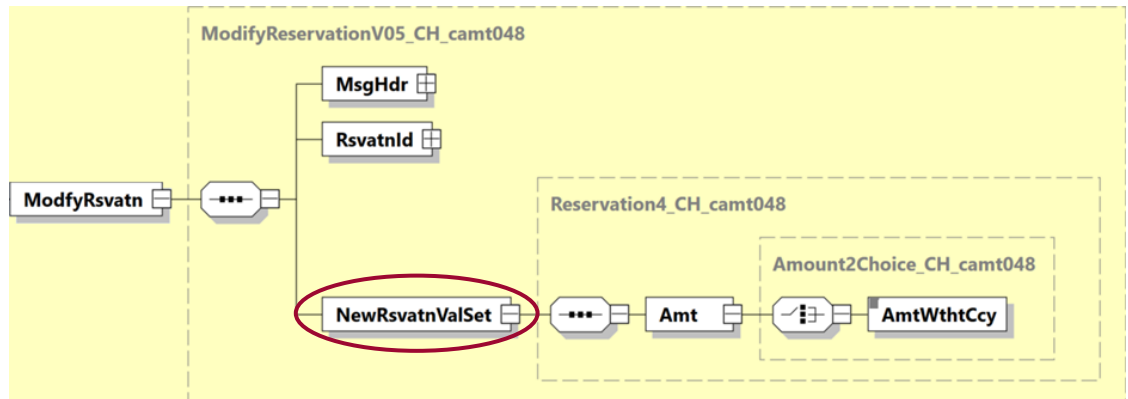 ModifyReservationV05_CH_camt048
MsgHdr
RsvatnId
ModfyRsvatn
Reservation4_CH_camt048
Amount2Choice_CH_camt048
NewRsvatnValSet
Amt
AmtWthtCcy